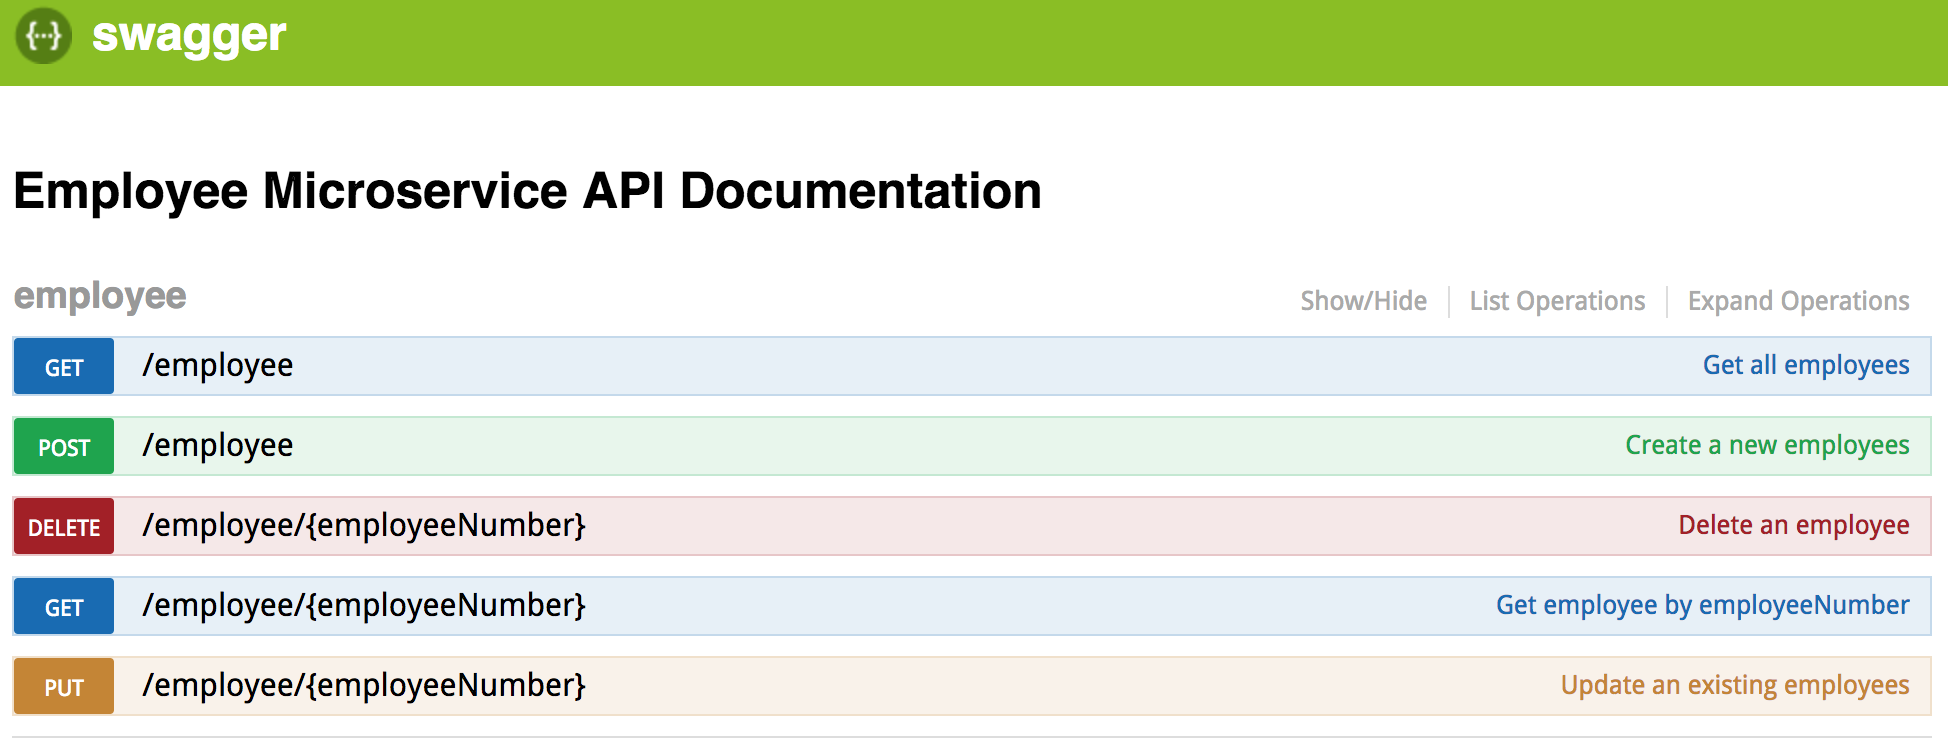 {···} swagger
Employee Microservice API Documentation
employee Show/Hide List Operations Expand Operations
GET /employee Get all employees
POST /employee Create a new employees
DELETE /employee/{employeeNumber} Delete an employee
GET /employee/{employeeNumber} Get employee by employeeNumber
PUT /employee/{employeeNumber} Update an existing employees